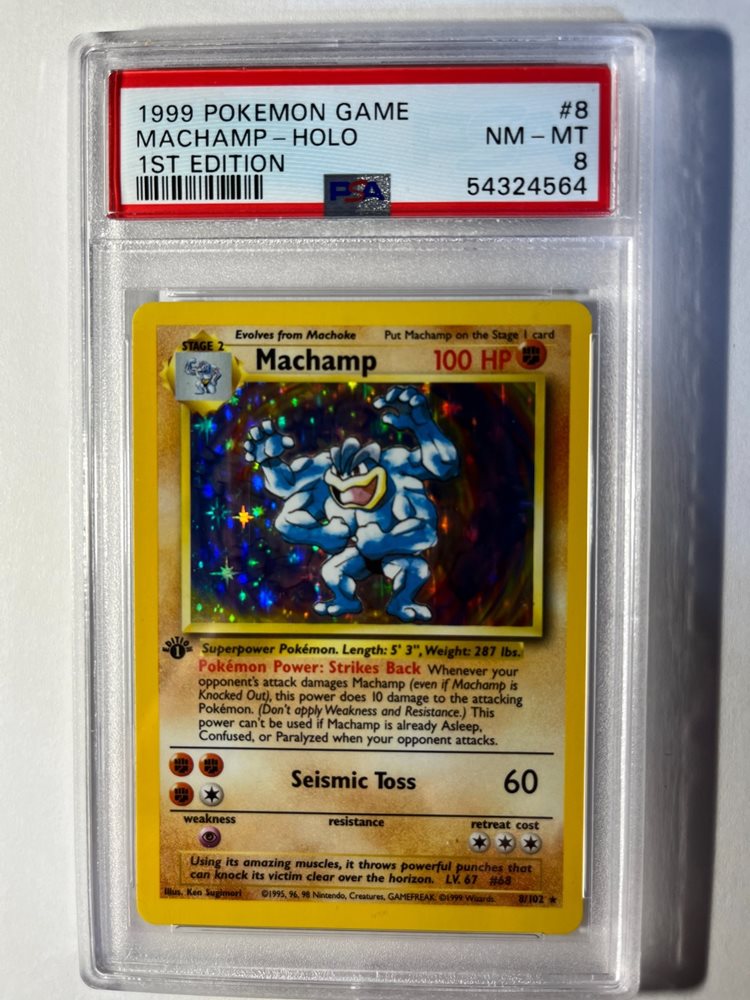 1999 POKEMON GAME #8
MACHAMP – HOLO NM – MT
1ST EDITION 8
PSA 54324564
Evolves from Machoke Put Machamp on the Stage 1 card
STAGE 2
Machamp 100 HP
EDITION
1
Superpower Pokémon. Length: 5' 3", Weight: 287 lbs.
Pokémon Power: Strikes Back Whenever your
opponent's attack damages Machamp (even if Machamp is
Knocked Out), this power does 10 damage to the attacking
Pokémon. (Don't apply Weakness and Resistance.) This
power can't be used if Machamp is already Asleep,
Confused, or Paralyzed when your opponent attacks.
Seismic Toss 60
weakness resistance retreat cost
Using its amazing muscles, it throws powerful punches that
can knock its victim clear over the horizon. LV. 67 #68
Illus. Ken Sugimori ©1995, 96, 98 Nintendo, Creatures, GAMEFREAK. ©1999 Wizards. 8/102 ★